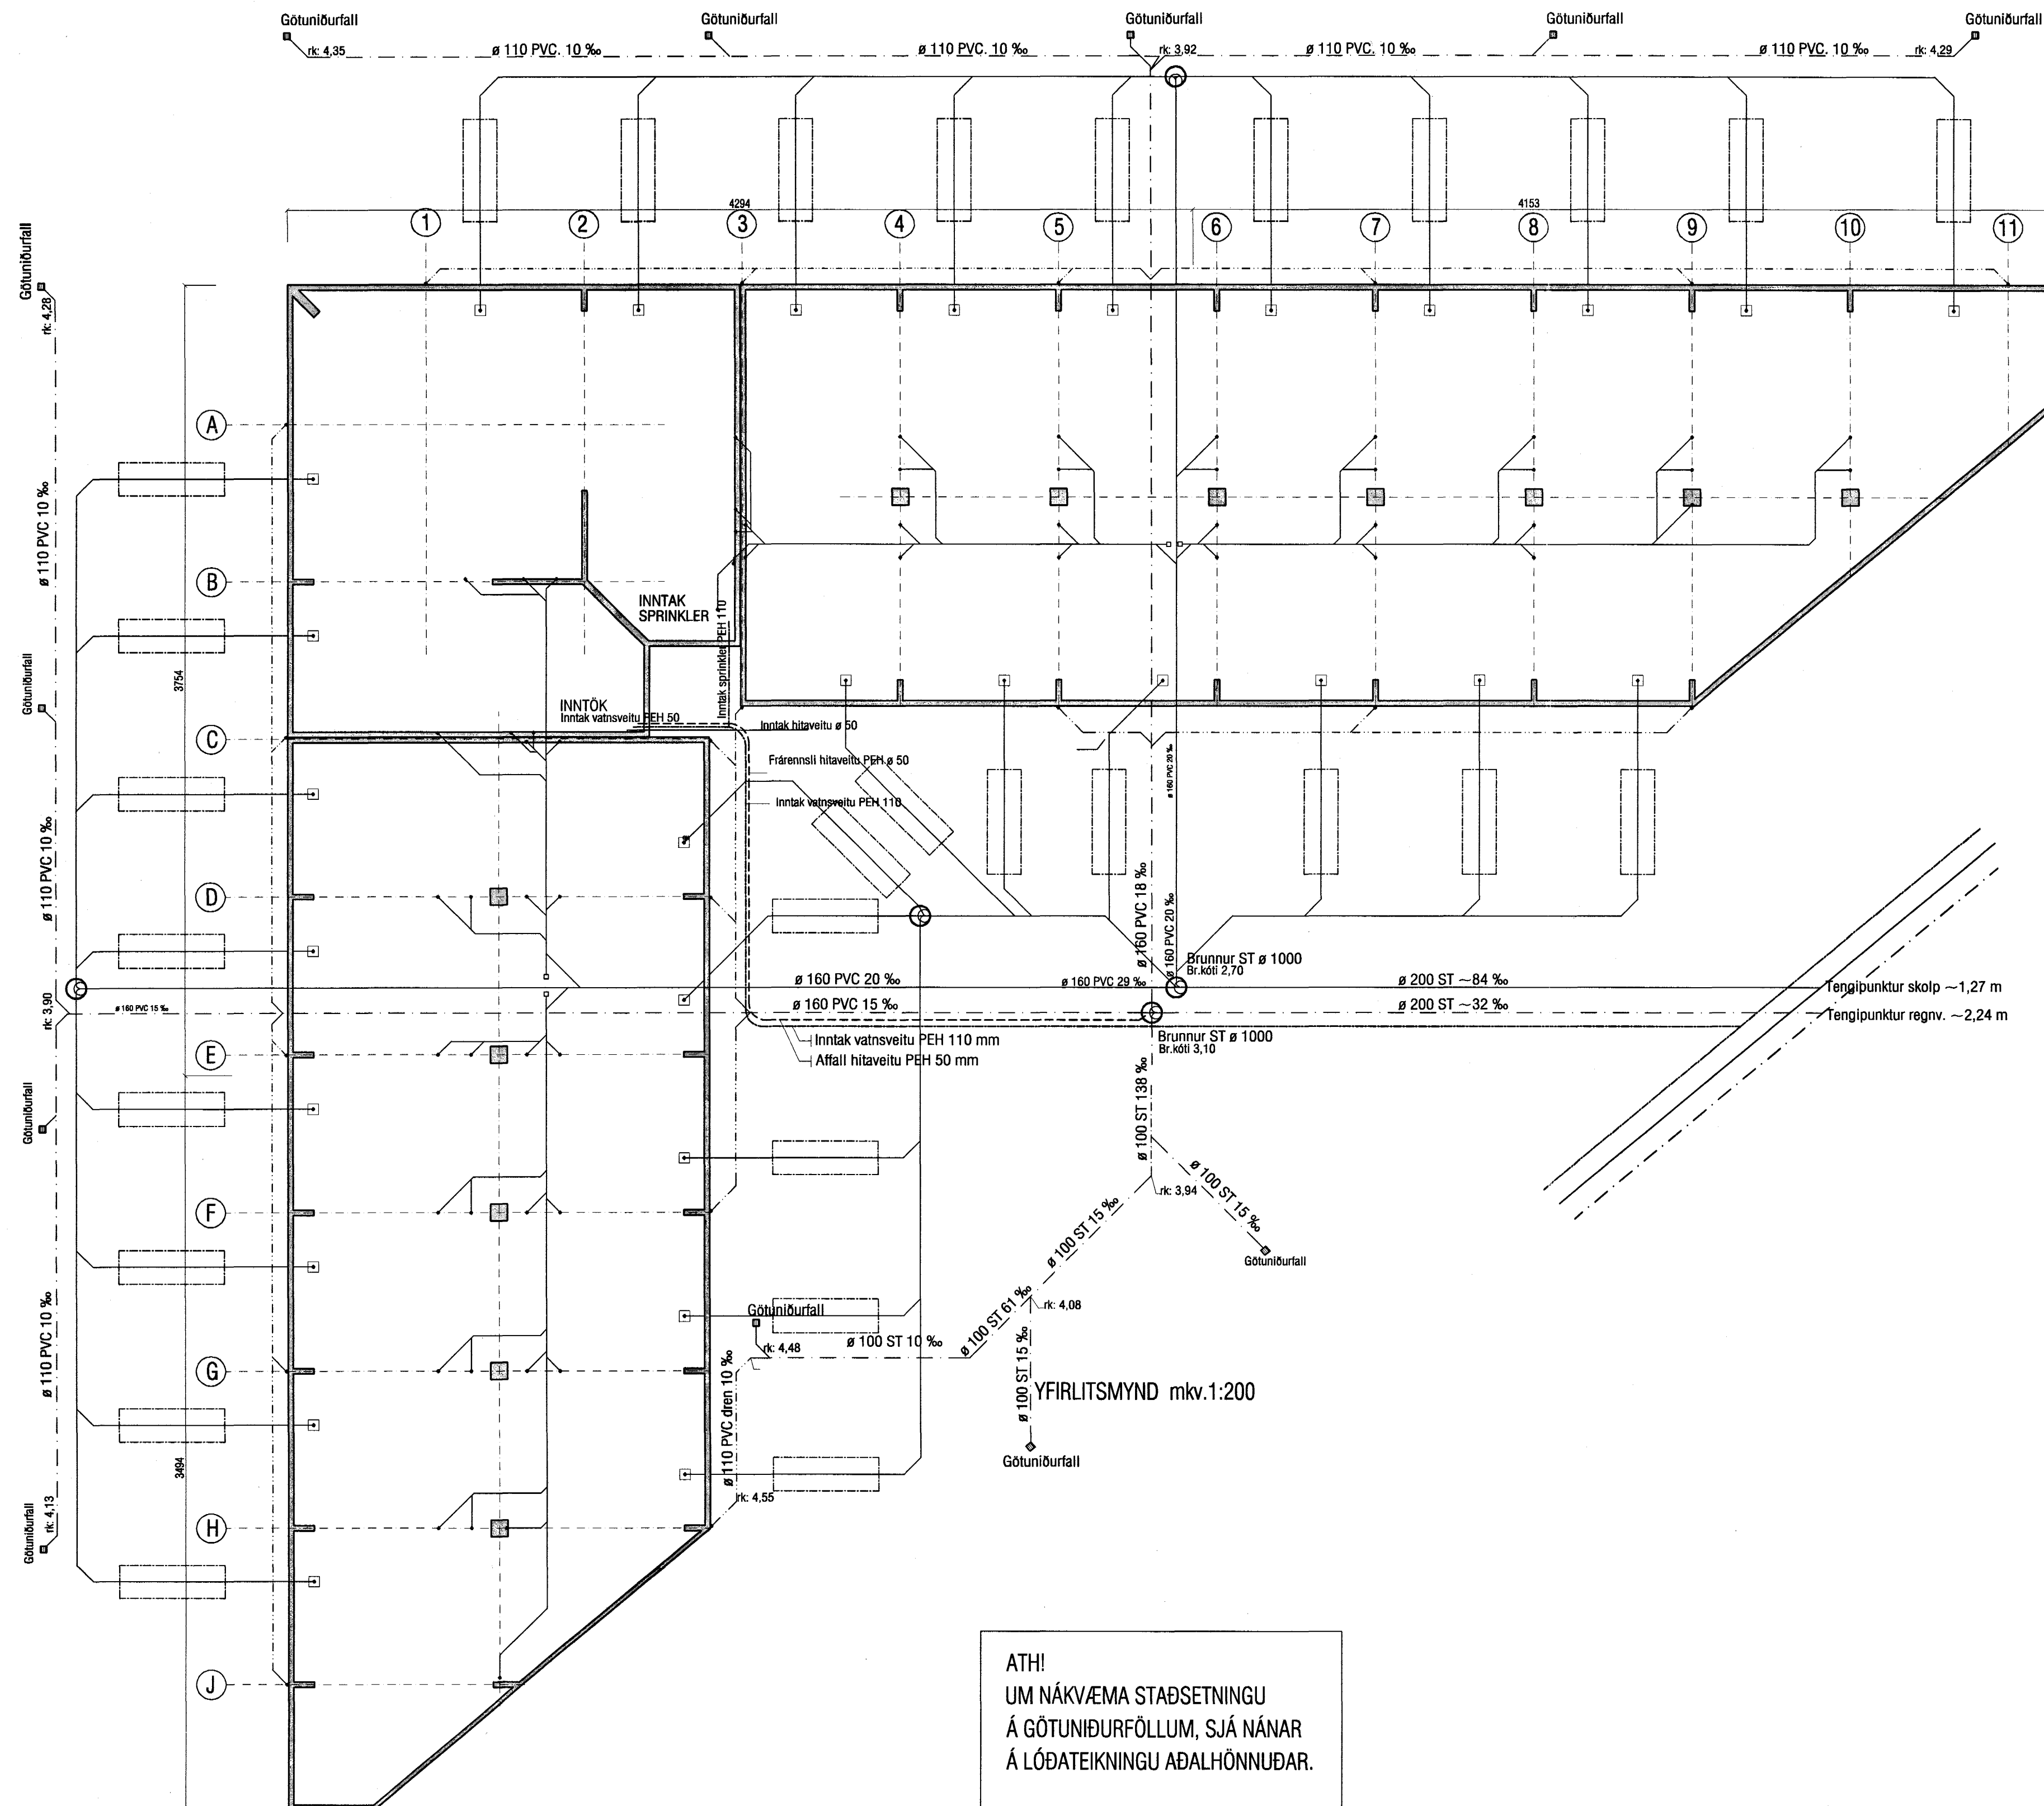 Götuniðurfall
Götuniðurfall
Götuniðurfall
Götuniðurfall
Götuniðurfall
rk: 4,35
ø 110 PVC. 10 ‰
ø 110 PVC. 10 ‰
rk: 3,92
ø 110 PVC. 10 ‰
ø 110 PVC. 10 ‰
rk: 4,29
4294
4153
1
2
3
4
5
6
7
8
9
10
11
Götuniðurfall
rk: 4,28
A
ø 110 PVC 10 ‰
B
INNTAK
SPRINKLER
Inntak sprinkler PEH 110
Götuniðurfall
3754
INNTÖK
Inntak vatnsveitu PEH 50
Inntak hitaveitu ø 50
C
Frárennsli hitaveitu PEH ø 50
Inntak vatnsveitu PEH 110
ø 160 PVC 20 ‰
ø 110 PVC 10 ‰
D
ø 160 PVC 18 ‰
ø 160 PVC 20 ‰
Brunnur ST ø 1000
Br.kóti 2,70
ø 160 PVC 20 ‰
ø 160 PVC 29 ‰
ø 200 ST ~84 ‰
Tengipunktur skolp ~1,27 m
rk: 3,90
ø 160 PVC 15 ‰
ø 160 PVC 15 ‰
ø 200 ST ~32 ‰
Tengipunktur regnv. ~2,24 m
Inntak vatnsveitu PEH 110 mm
Affall hitaveitu PEH 50 mm
Brunnur ST ø 1000
Br.kóti 3,10
E
Götuniðurfall
ø 100 ST 138 ‰
ø 100 ST 15 ‰
rk: 3,94
F
ø 100 ST 15 ‰
Götuniðurfall
Götuniðurfall
rk: 4,08
ø 100 ST 61 ‰
rk: 4,48
ø 100 ST 10 ‰
ø 110 PVC 10 ‰
G
ø 100 ST 15 ‰
YFIRLITSMYND mkv.1:200
ø 110 PVC dren 10 ‰
Götuniðurfall
3494
rk: 4,55
H
Götuniðurfall
rk: 4,13
J
ATH!
UM NÁKVÆMA STAÐSETNINGU
Á GÖTUNIÐURFÖLLUM, SJÁ NÁNAR
Á LÓÐATEIKNINGU AÐALHÖNNUÐAR.